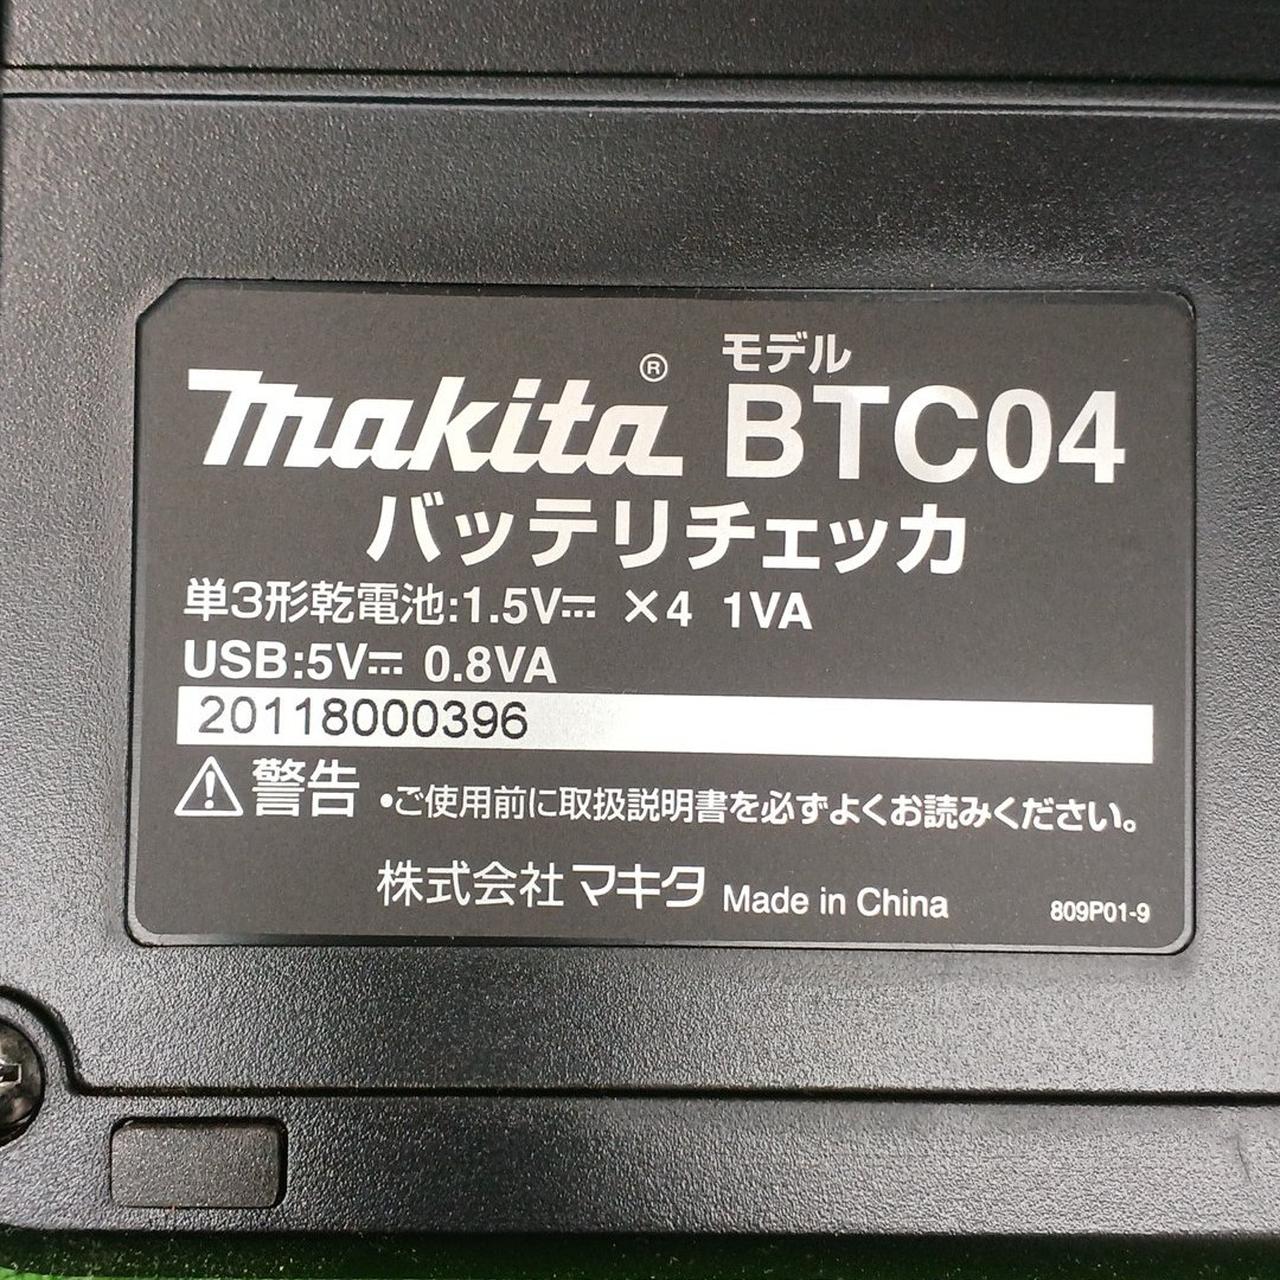 モデル
makita® BTC04
バッテリチェッカ
単3形乾電池:1.5V⎓ ×4 1VA
USB:5V⎓ 0.8VA
20118000396
⚠警告 •ご使用前に取扱説明書を必ずよくお読みください。
株式会社マキタ Made in China 809P01-9